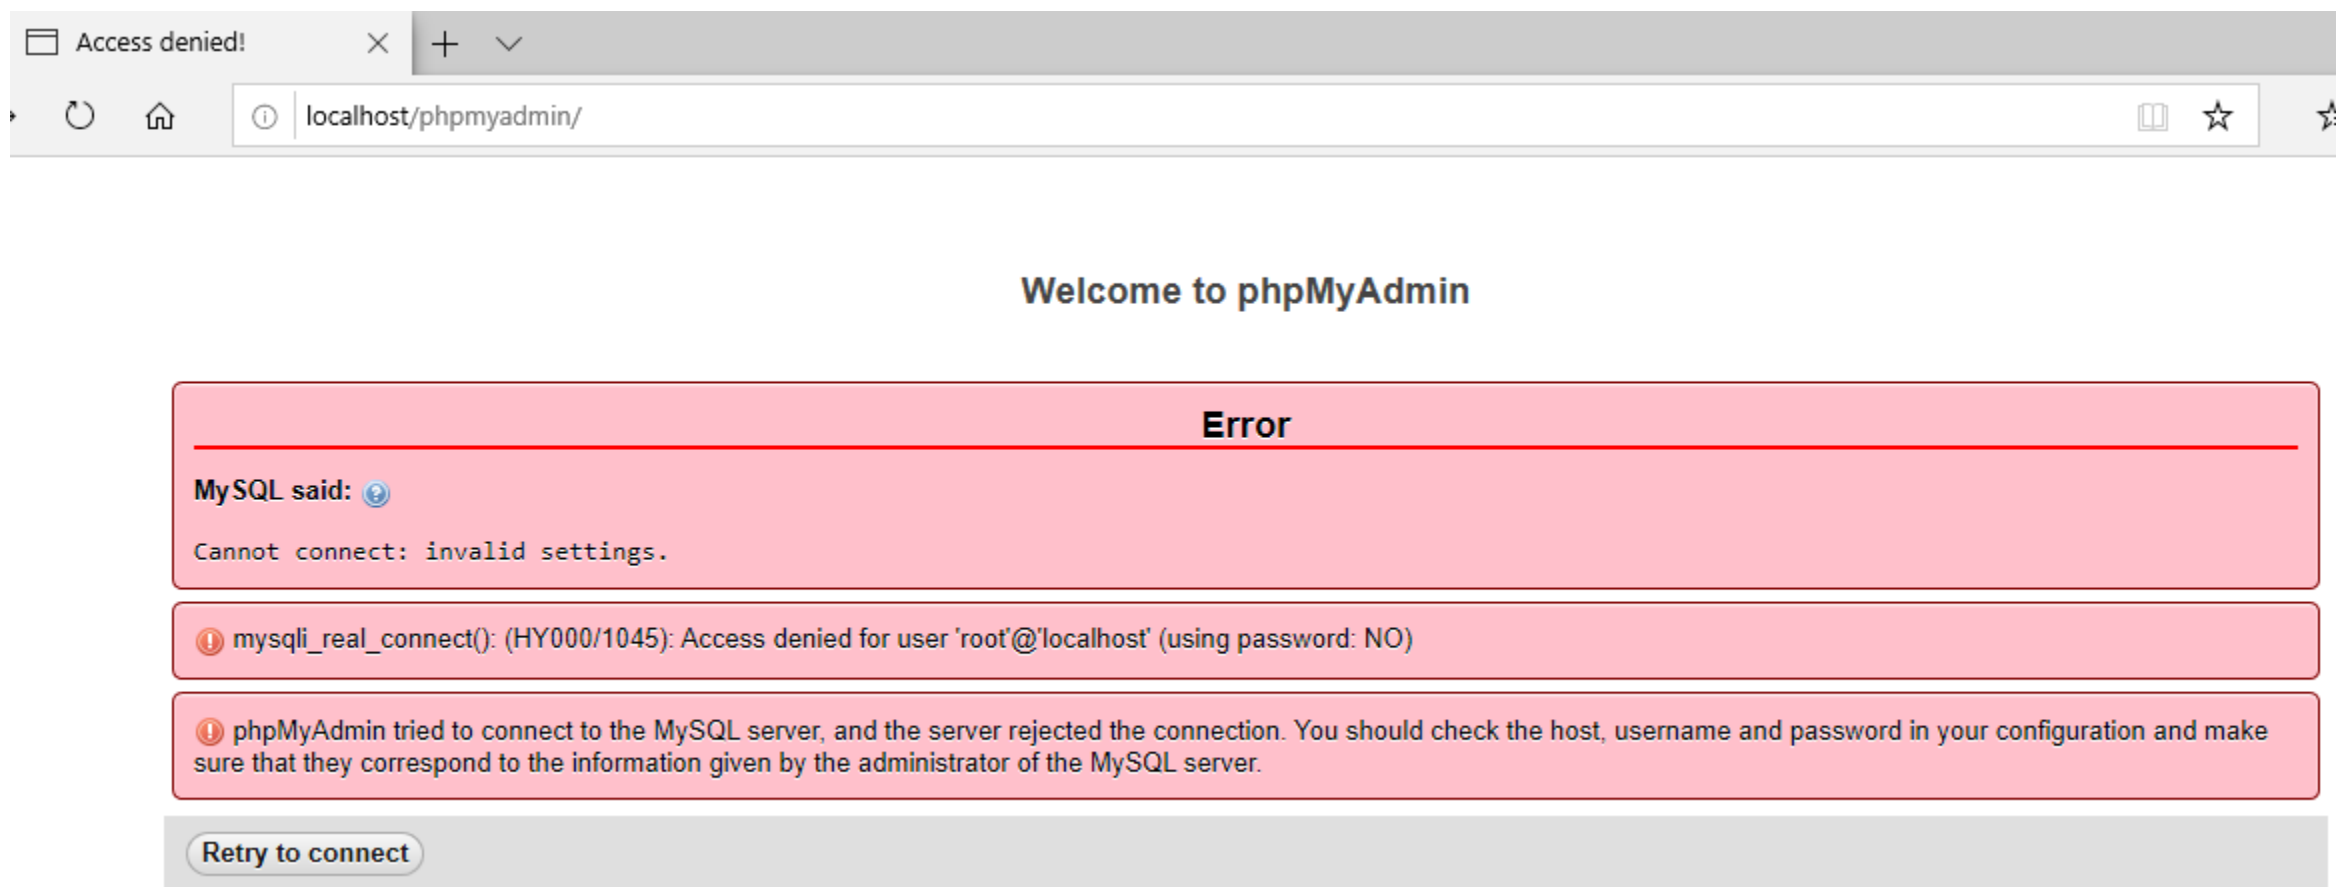 Access denied!
localhost/phpmyadmin/
Welcome to phpMyAdmin
Error
MySQL said:
Cannot connect: invalid settings.
mysqli_real_connect(): (HY000/1045): Access denied for user 'root'@'localhost' (using password: NO)
phpMyAdmin tried to connect to the MySQL server, and the server rejected the connection. You should check the host, username and password in your configuration and make
sure that they correspond to the information given by the administrator of the MySQL server.
Retry to connect